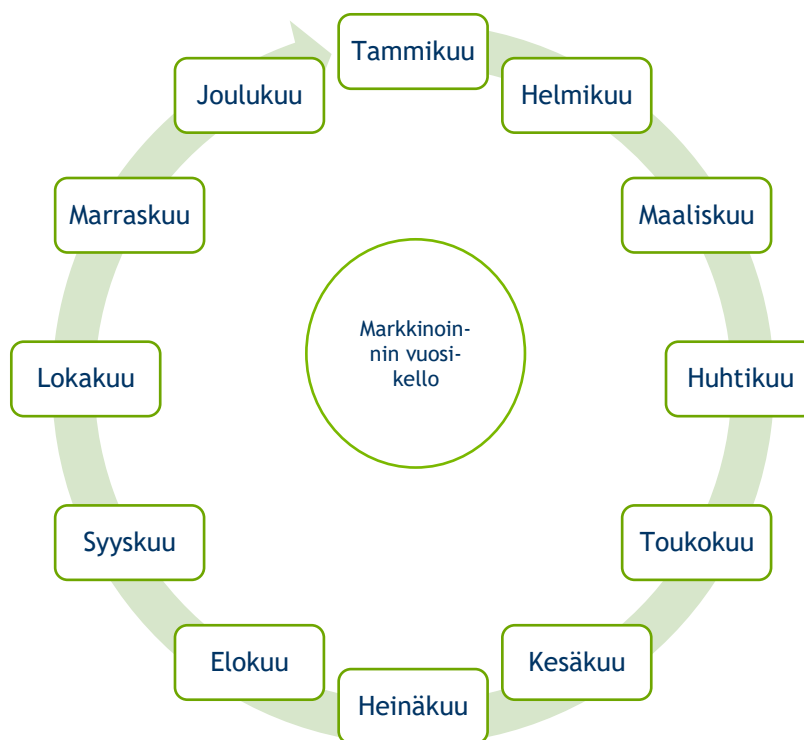 Tammikuu
Helmikuu
Maaliskuu
Huhtikuu
Toukokuu
Kesäkuu
Heinäkuu
Elokuu
Syyskuu
Lokakuu
Marraskuu
Joulukuu
Markkinoin-
nin vuosi-
kello